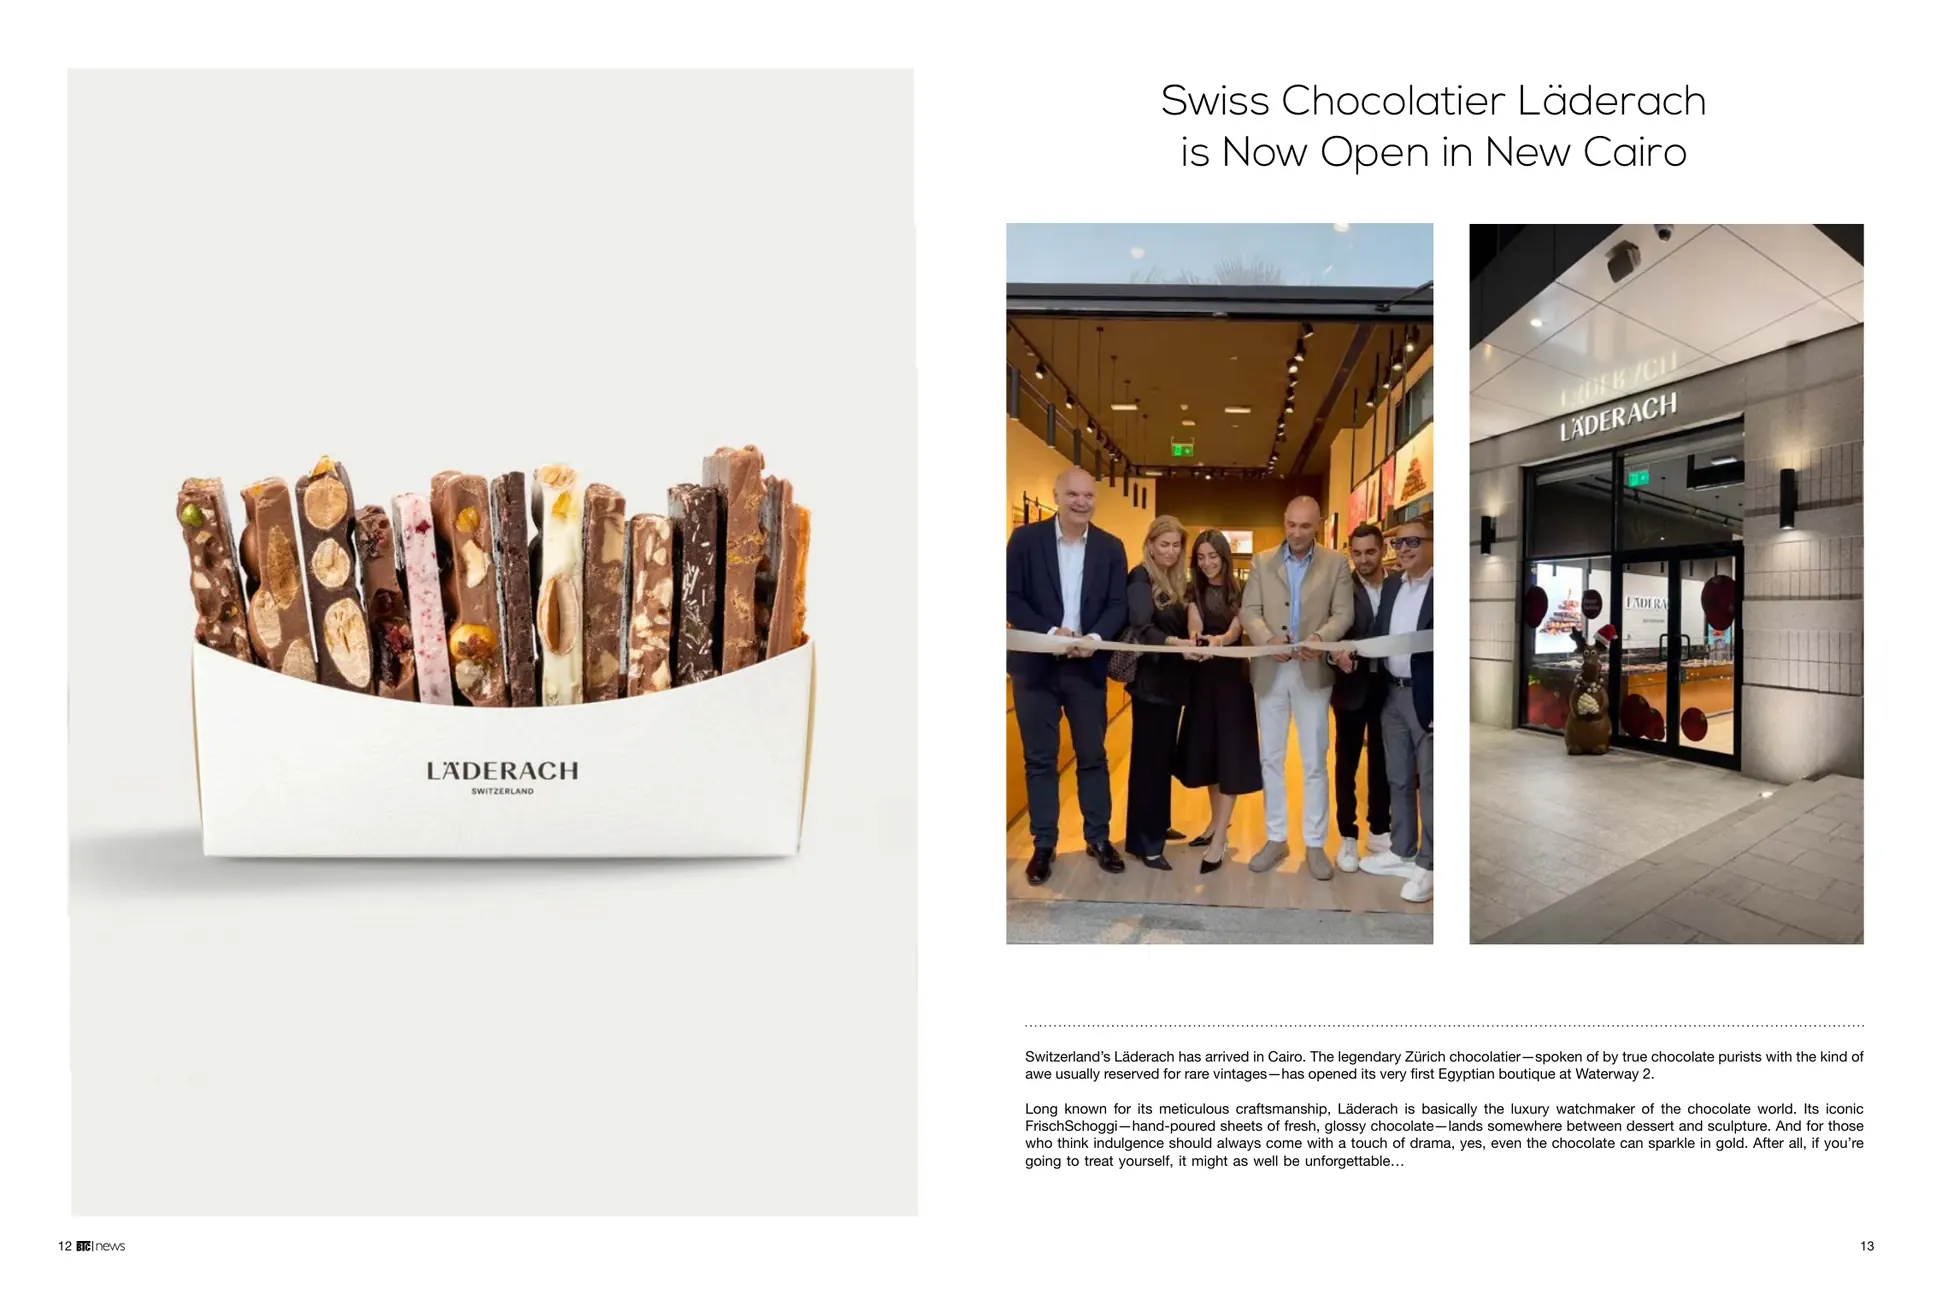 LÄDERACH
SWITZERLAND
12 BTC|news
Swiss Chocolatier Läderach
is Now Open in New Cairo
LÄDERACH
Switzerland’s Läderach has arrived in Cairo. The legendary Zürich chocolatier—spoken of by true chocolate purists with the kind of
awe usually reserved for rare vintages—has opened its very first Egyptian boutique at Waterway 2.
Long known for its meticulous craftsmanship, Läderach is basically the luxury watchmaker of the chocolate world. Its iconic
FrischSchoggi—hand-poured sheets of fresh, glossy chocolate—lands somewhere between dessert and sculpture. And for those
who think indulgence should always come with a touch of drama, yes, even the chocolate can sparkle in gold. After all, if you’re
going to treat yourself, it might as well be unforgettable…
13